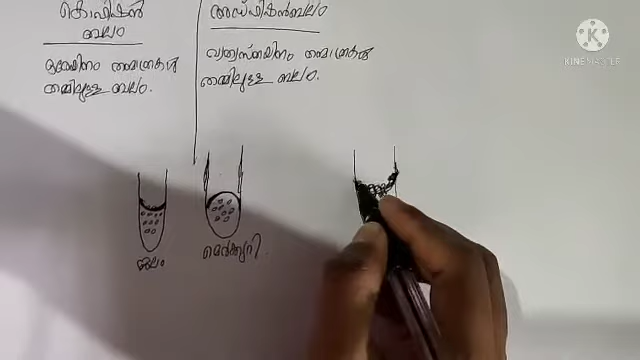 കൊഹിഷൻ
ബലം
ഒരേയിനം തന്മാത്രകൾ
തമ്മിലുള്ള ബലം.
അഡ്ഹിഷൻബലം
വ്യത്യസ്തയിനം തന്മാത്രകൾ
തമ്മിലുള്ള ബലം.
ജലം
മെർക്കുറി
KINEMASTER